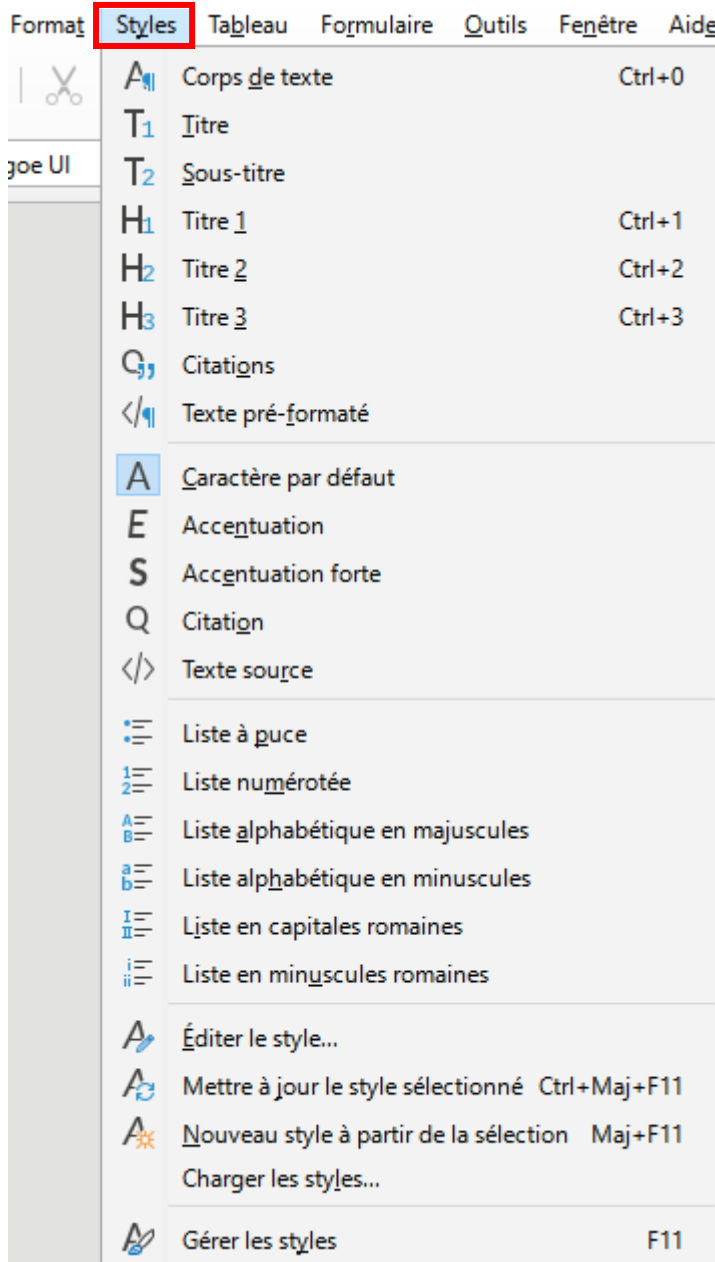 Format Styles Tableau Formulaire Outils Fenêtre Aide
Corps de texte Ctrl+0
Titre
goe UI
Sous-titre
Titre 1 Ctrl+1
Titre 2 Ctrl+2
Titre 3 Ctrl+3
Citations
Texte pré-formaté
Caractère par défaut
Accentuation
Accentuation forte
Citation
Texte source
Liste à puce
Liste numérotée
Liste alphabétique en majuscules
Liste alphabétique en minuscules
Liste en capitales romaines
Liste en minuscules romaines
Éditer le style...
Mettre à jour le style sélectionné Ctrl+Maj+F11
Nouveau style à partir de la sélection Maj+F11
Charger les styles...
Gérer les styles F11